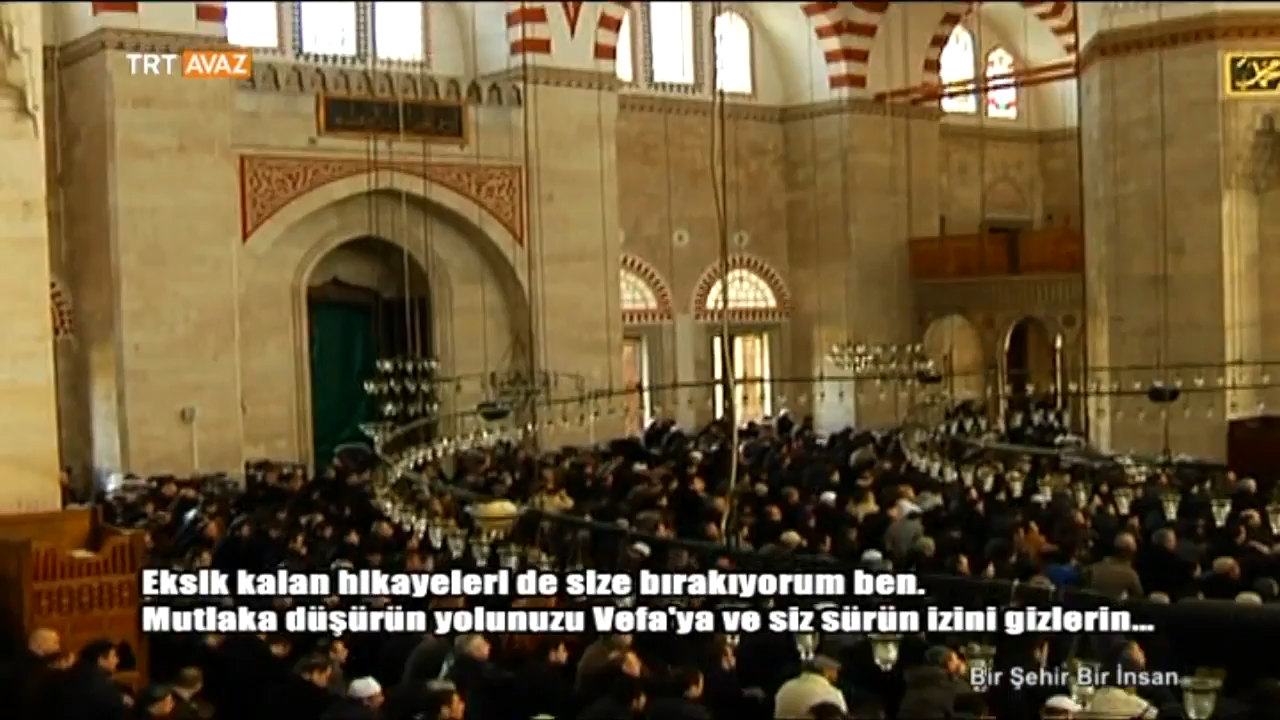 TRT AVAZ
Eksik kalan hikayeleri de size bırakıyorum ben.
Mutlaka düşürün yolunuzu Vefa'ya ve siz sürün izini gizlerin...
Bir Şehir Bir İnsan